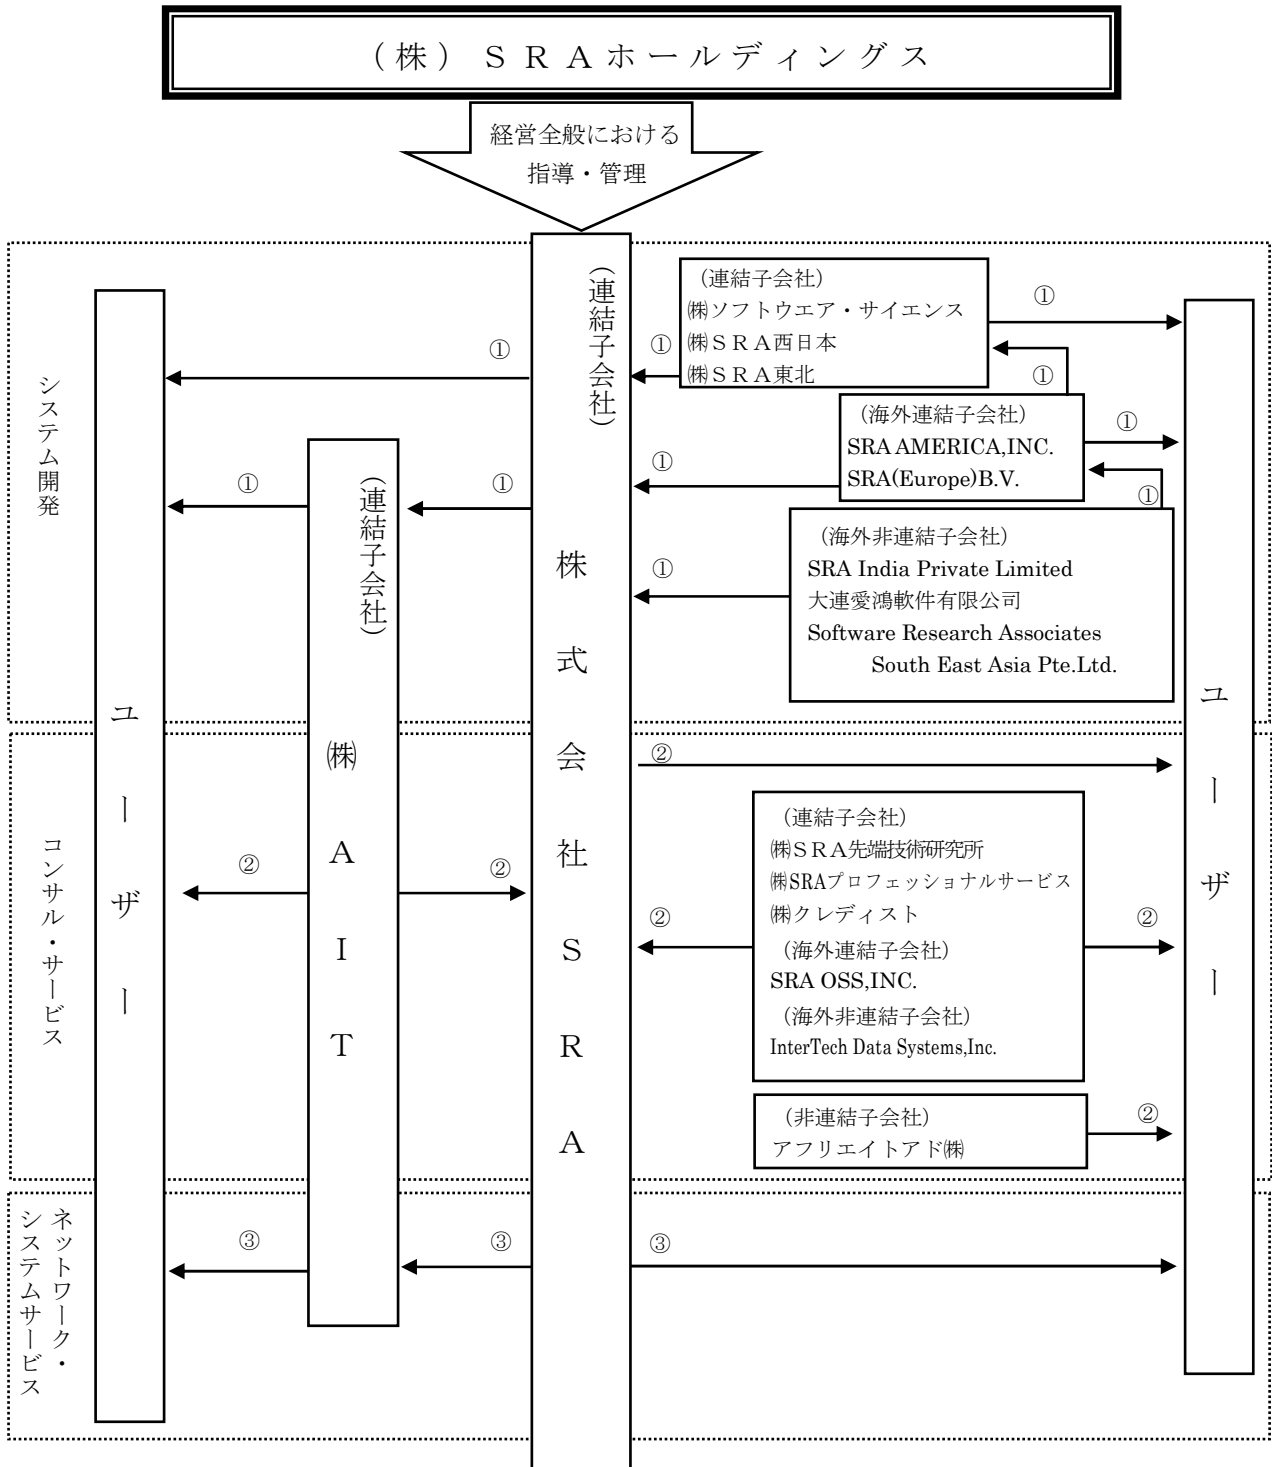 （株）ＳＲＡホールディングス
経営全般における
指導・管理
システム開発
ユーザー
①
①
①
(連結子会社)
㈱ＡＩＴ
(連結子会社)
株式会社ＳＲＡ
（連結子会社）
㈱ソフトウエア・サイエンス
㈱ＳＲＡ西日本
㈱ＳＲＡ東北
①
①
①
（海外連結子会社）
SRA AMERICA,INC.
SRA(Europe)B.V.
①
①
①
（海外非連結子会社）
SRA India Private Limited
大連愛鴻軟件有限公司
Software Research Associates
South East Asia Pte.Ltd.
①
ユーザー
コンサル・サービス
②
②
②
（連結子会社）
㈱ＳＲＡ先端技術研究所
㈱SRAプロフェッショナルサービス
㈱クレディスト
（海外連結子会社）
SRA OSS,INC.
（海外非連結子会社）
InterTech Data Systems,Inc.
②
②
（非連結子会社）
アフリエイトアド㈱
②
ネットワーク・
システムサービス
③
③
③